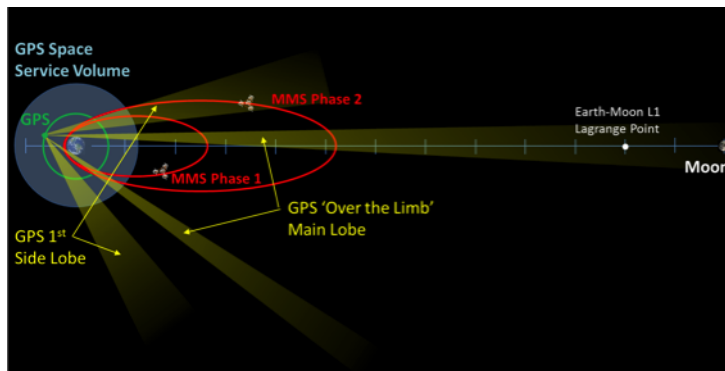 GPS Space
Service Volume
GPS
MMS Phase 2
Earth-Moon L1
Lagrange Point
Moon
MMS Phase 1
GPS ‘Over the Limb’
Main Lobe
GPS 1st
Side Lobe